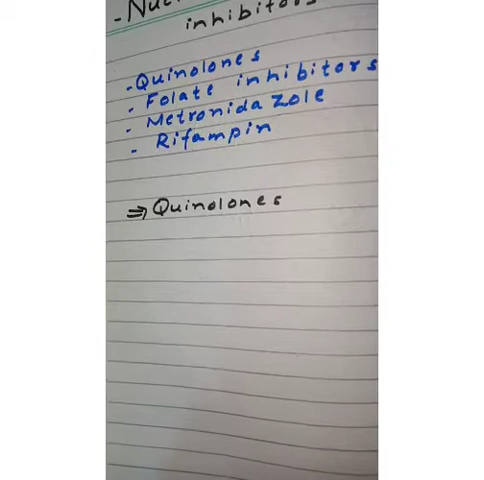 inhibitors
- Quinolones
- Folate inhibitors
- Metronidazole
- Rifampin
⇒ Quinolones